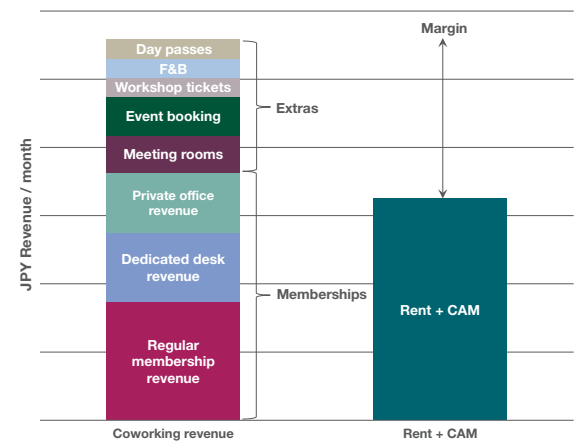 Margin
Day passes
F&B
Workshop tickets
Event booking
Extras
Meeting rooms
Private office
revenue
Dedicated desk
revenue
Memberships
Rent + CAM
Regular
membership
revenue
JPY Revenue / month
Coworking revenue
Rent + CAM